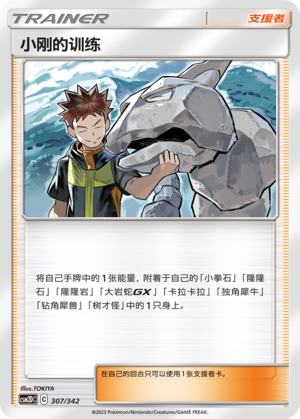 TRAINER
支援者
小刚的训练
将自己手牌中的1张能量，附着于自己的「小拳石」「隆隆
石」「隆隆岩」「大岩蛇GX」「卡拉卡拉」「独角犀牛」
「钻角犀兽」「树才怪」中的1只身上。
Illus.TOKIYA
在自己的回合只可以使用1张支援者卡。
CSM2D C C 307/342
©2023 Pokémon/Nintendo/Creatures/GAME FREAK.